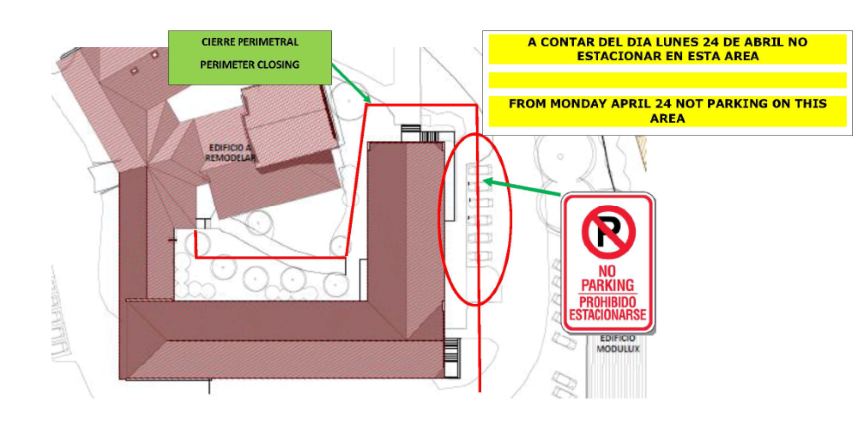 CIERRE PERIMETRAL
PERIMETER CLOSING
A CONTAR DEL DIA LUNES 24 DE ABRIL NO
ESTACIONAR EN ESTA AREA
FROM MONDAY APRIL 24 NOT PARKING ON THIS
AREA
EDIFICIO A
REMODELAR
P
NO
PARKING
PROHIBIDO
ESTACIONARSE
EDIFICIO
MODULUX